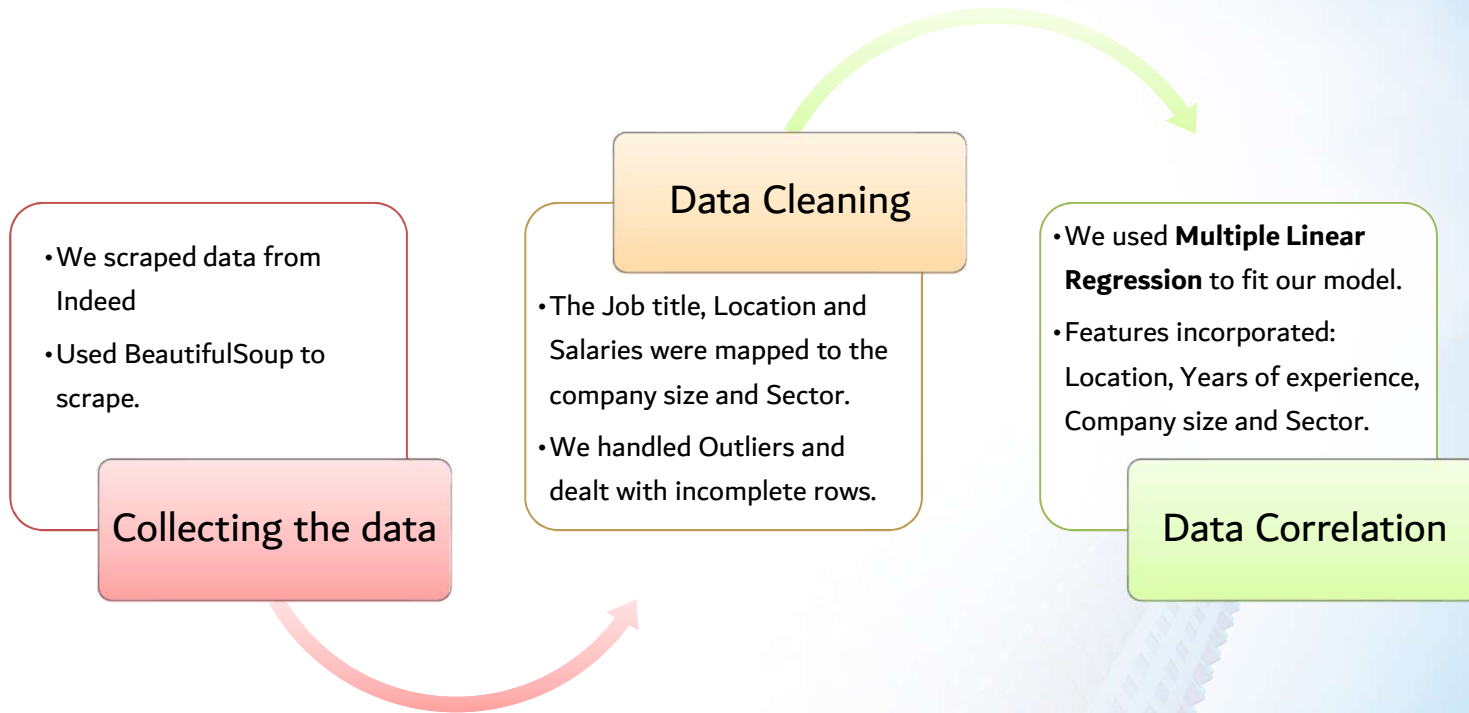 •We scraped data from
Indeed
•Used BeautifulSoup to
scrape.
Collecting the data
Data Cleaning
•The Job title, Location and
Salaries were mapped to the
company size and Sector.
•We handled Outliers and
dealt with incomplete rows.
•We used Multiple Linear
Regression to fit our model.
•Features incorporated:
Location, Years of experience,
Company size and Sector.
Data Correlation